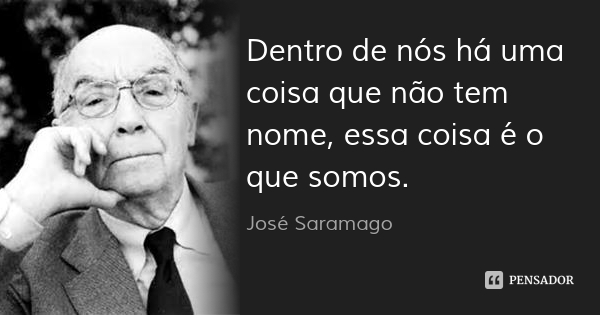 Dentro de nós há uma
coisa que não tem
nome, essa coisa é o
que somos.
José Saramago
PENSADOR